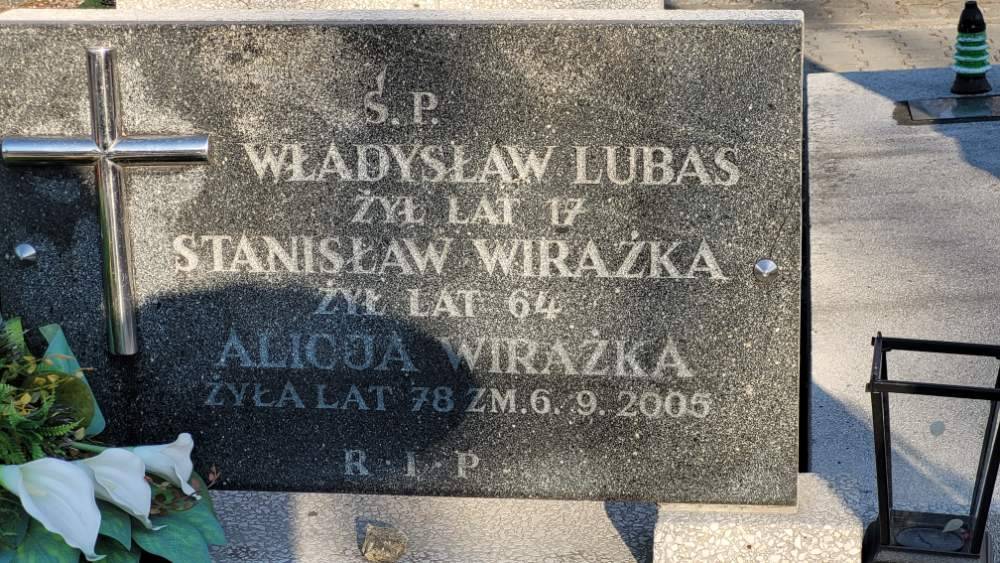 Ś.P.
WŁADYSŁAW LUBAS
ŻYŁ LAT 17
STANISŁAW WIRAŻKA
ŻYŁ LAT 64
ALICJA WIRAŻKA
ŻYŁA LAT 78 ZM. 6. 9. 2005
R·I·P